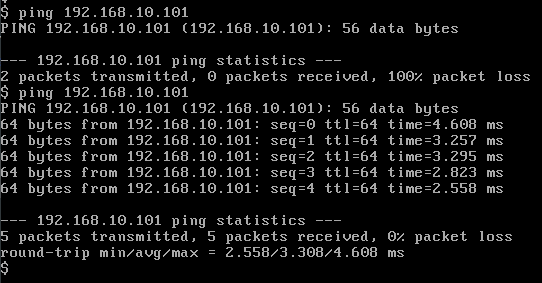 $ ping 192.168.10.101
PING 192.168.10.101 (192.168.10.101): 56 data bytes
--- 192.168.10.101 ping statistics ---
2 packets transmitted, 0 packets received, 100% packet loss
$ ping 192.168.10.101
PING 192.168.10.101 (192.168.10.101): 56 data bytes
64 bytes from 192.168.10.101: seq=0 ttl=64 time=4.608 ms
64 bytes from 192.168.10.101: seq=1 ttl=64 time=3.257 ms
64 bytes from 192.168.10.101: seq=2 ttl=64 time=3.295 ms
64 bytes from 192.168.10.101: seq=3 ttl=64 time=2.823 ms
64 bytes from 192.168.10.101: seq=4 ttl=64 time=2.558 ms
--- 192.168.10.101 ping statistics ---
5 packets transmitted, 5 packets received, 0% packet loss
round-trip min/avg/max = 2.558/3.308/4.608 ms
$